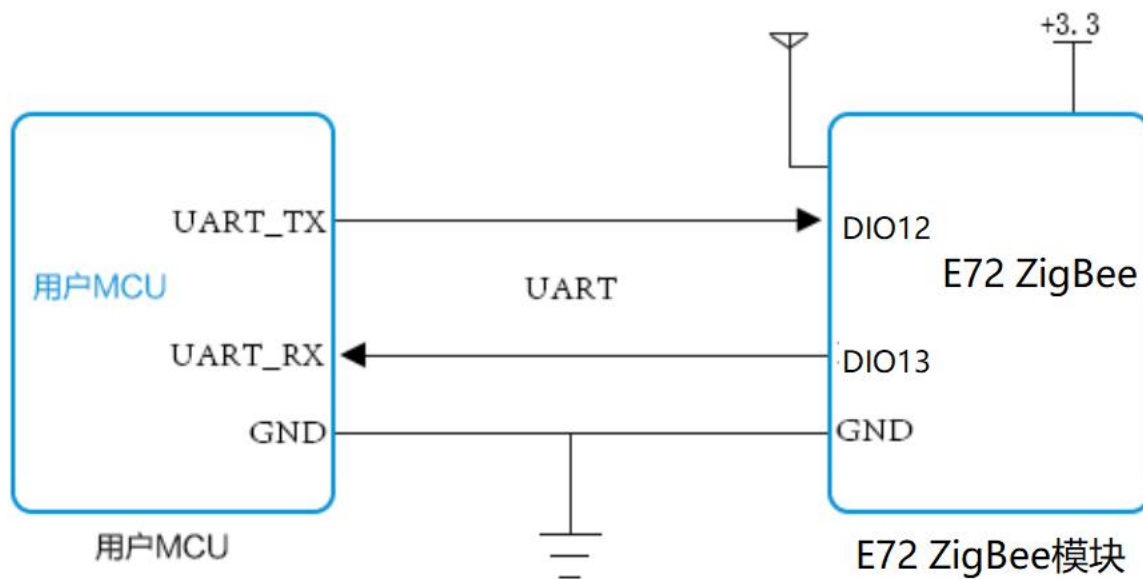 +3.3
UART_TX
DIO12
用户MCU
UART
E72 ZigBee
UART_RX
DIO13
GND
GND
用户MCU
E72 ZigBee模块